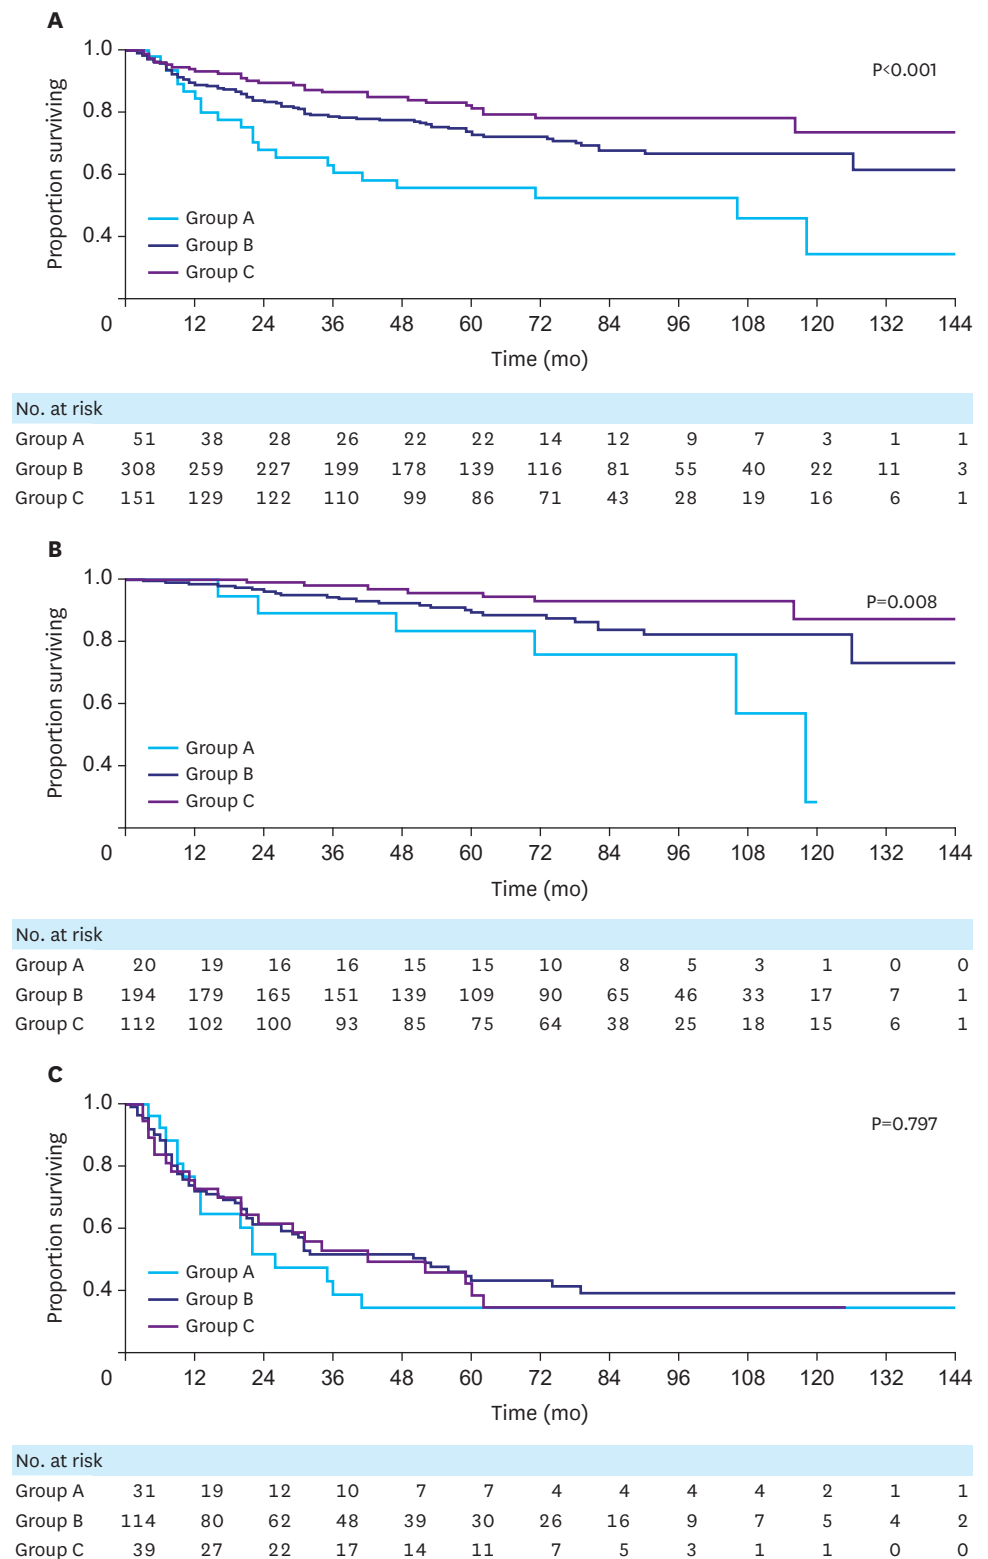 A
1.0
0.8
0.6
0.4
Proportion surviving
P<0.001
Group A
Group B
Group C
0 12 24 36 48 60 72 84 96 108 120 132 144
Time (mo)
No. at risk
Group A 51 38 28 26 22 22 14 12 9 7 3 1 1
Group B 308 259 227 199 178 139 116 81 55 40 22 11 3
Group C 151 129 122 110 99 86 71 43 28 19 16 6 1
B
1.0
0.8
0.6
0.4
Proportion surviving
P=0.008
Group A
Group B
Group C
0 12 24 36 48 60 72 84 96 108 120 132 144
Time (mo)
No. at risk
Group A 20 19 16 16 15 15 10 8 5 3 1 0 0
Group B 194 179 165 151 139 109 90 65 46 33 17 7 1
Group C 112 102 100 93 85 75 64 38 25 18 15 6 1
C
1.0
0.8
0.6
0.4
Proportion surviving
P=0.797
Group A
Group B
Group C
0 12 24 36 48 60 72 84 96 108 120 132 144
Time (mo)
No. at risk
Group A 31 19 12 10 7 7 4 4 4 4 2 1 1
Group B 114 80 62 48 39 30 26 16 9 7 5 4 2
Group C 39 27 22 17 14 11 7 5 3 1 1 0 0